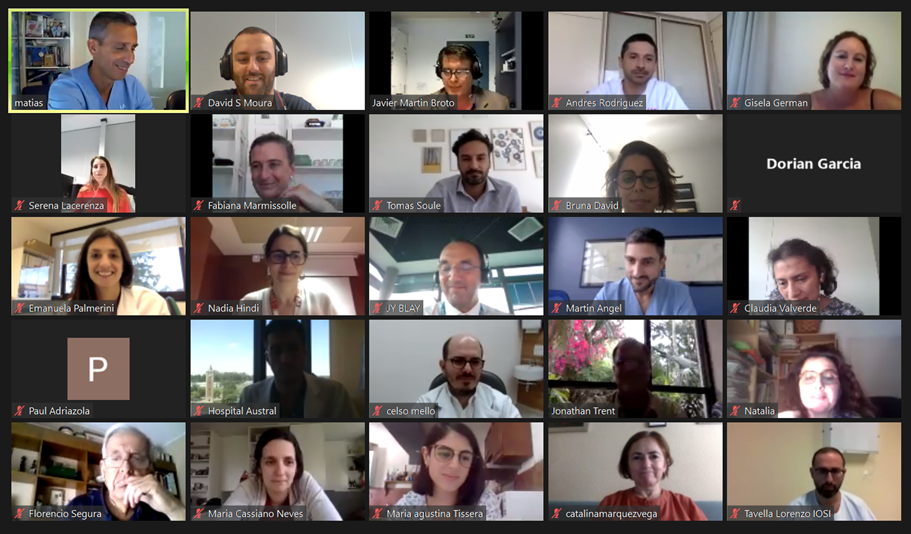 matias
David S Moura
Javier Martin Broto
Andres Rodriguez
Gisela German
Serena Lacerenza
Fabiana Marmissolle
Tomas Soule
Bruna David
Dorian Garcia
Emanuela Palmerini
Nadia Hindi
JY BLAY
Martin Angel
Claudia Valverde
P
Paul Adriazola
Hospital Austral
celso mello
Jonathan Trent
Natalia
Florencio Segura
Maria Cassiano Neves
Maria agustina Tissera
catalinamarquezvega
Tavella Lorenzo IOSI